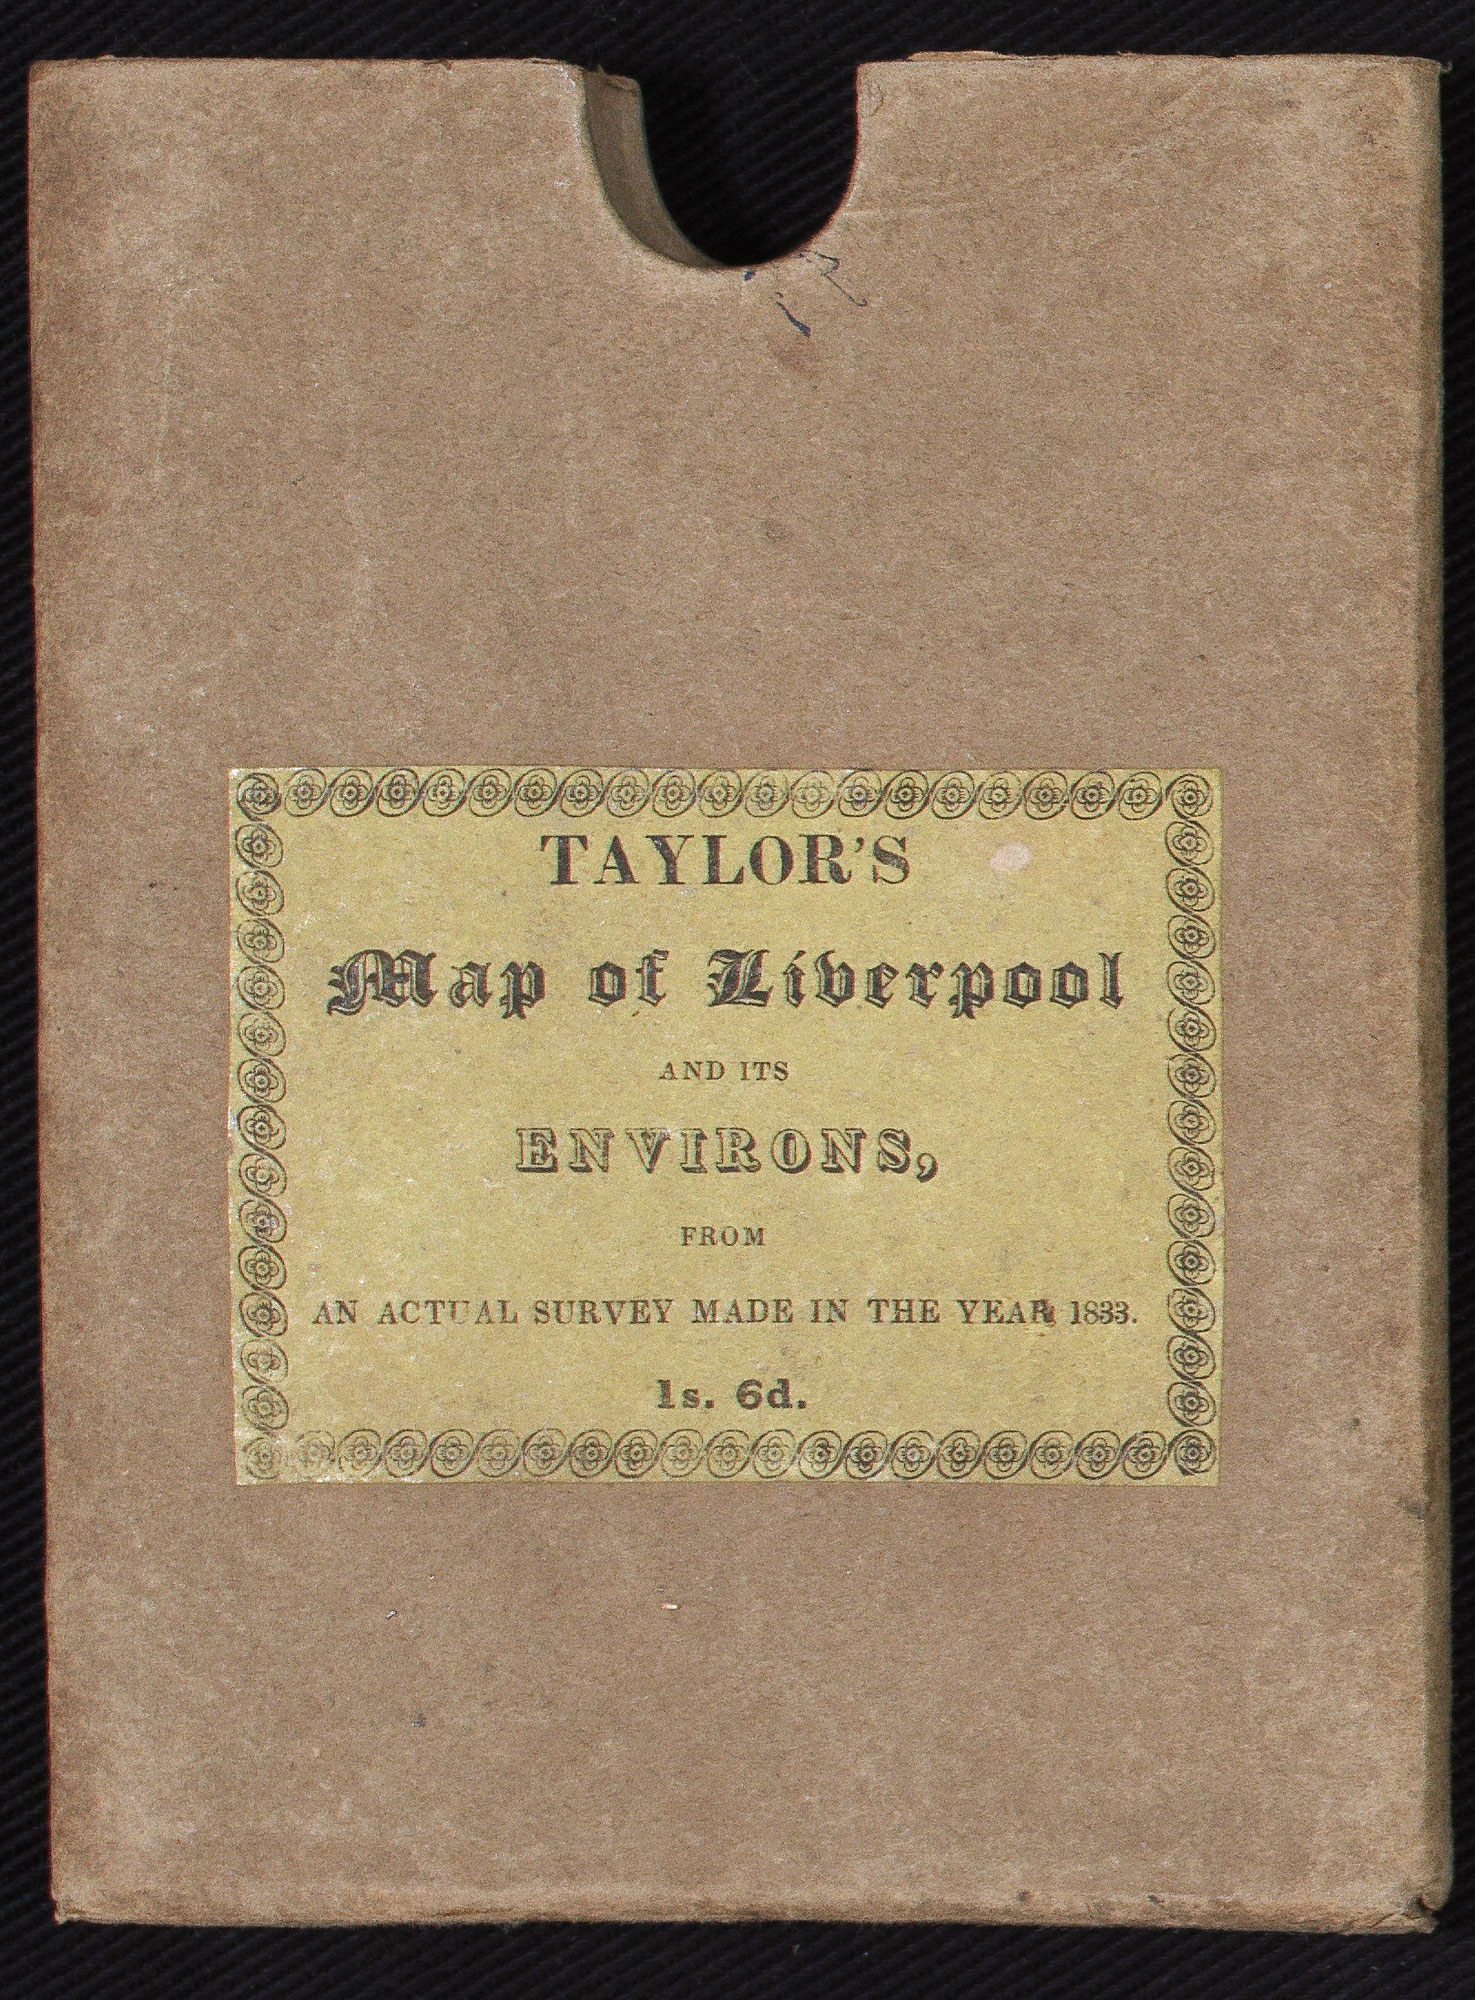 TAYLOR'S
Map of Liverpool
AND ITS
ENVIRONS,
FROM
AN ACTUAL SURVEY MADE IN THE YEAR 1833.
1s. 6d.